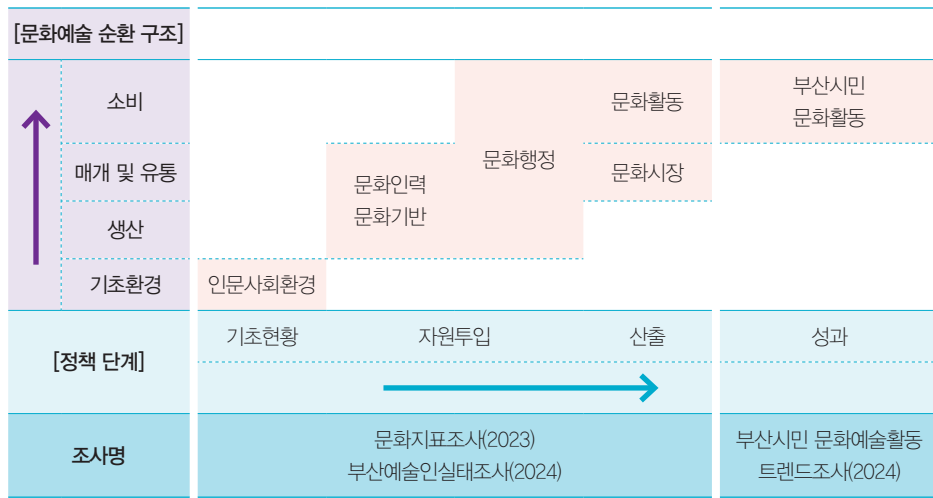 [문화예술 순환 구조]
소비
문화활동
부산시민
문화활동
매개 및 유통
문화인력
문화기반
문화행정
문화시장
생산
기초환경
인문사회환경
[정책 단계]
기초현황
자원투입
산출
성과
조사명
문화지표조사(2023)
부산예술인실태조사(2024)
부산시민 문화예술활동
트렌드조사(2024)